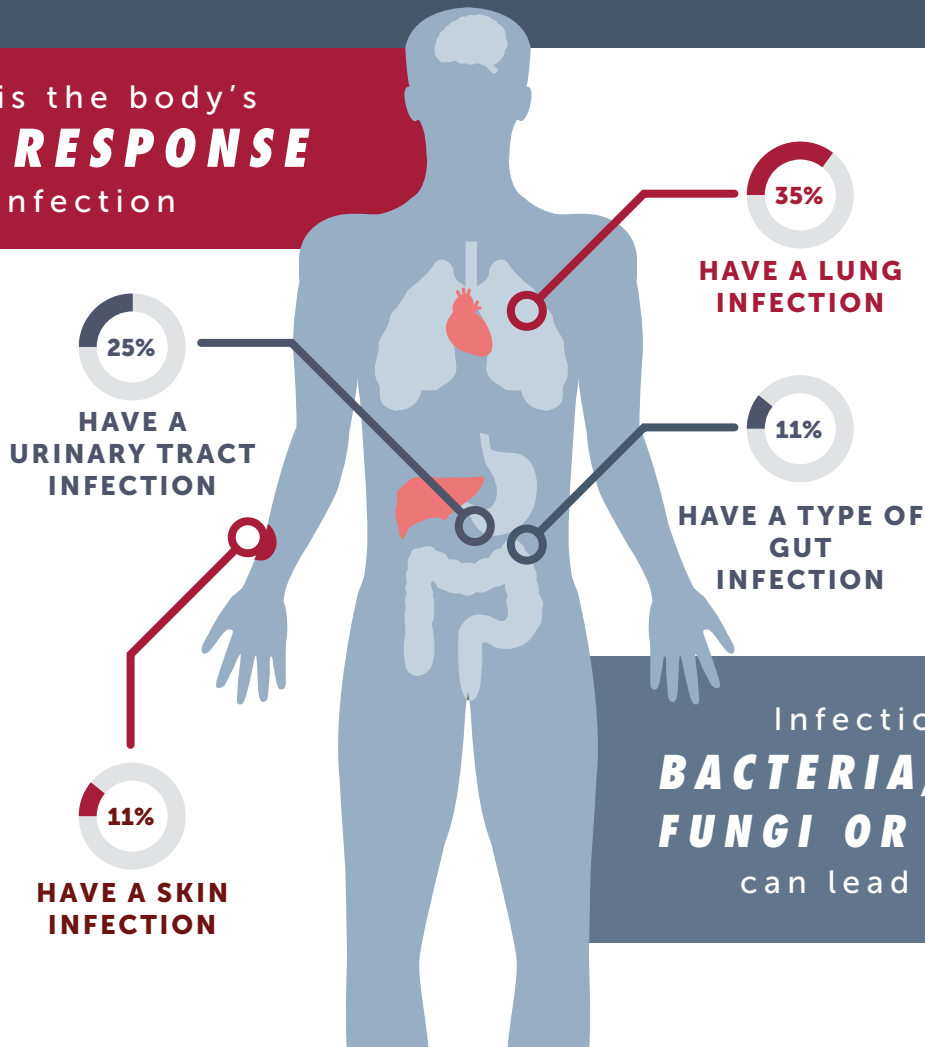 is the body's
RESPONSE
nfection
35%
HAVE A LUNG
INFECTION
25%
HAVE A
URINARY TRACT
INFECTION
11%
HAVE A TYPE OF
GUT
INFECTION
11%
HAVE A SKIN
INFECTION
Infectio
BACTERIA,
FUNGI OR
can lead